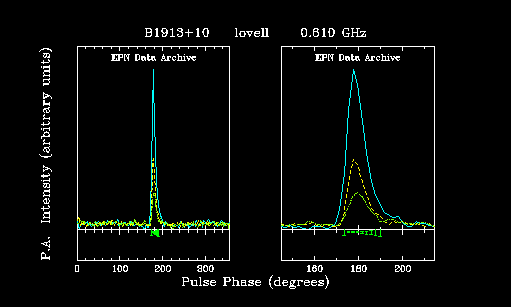 B1913+10 lovell 0.610 GHz
EPN Data Archive EPN Data Archive
P.A. Intensity (arbitrary units)
0 100 200 300 160 180 200
Pulse Phase (degrees)